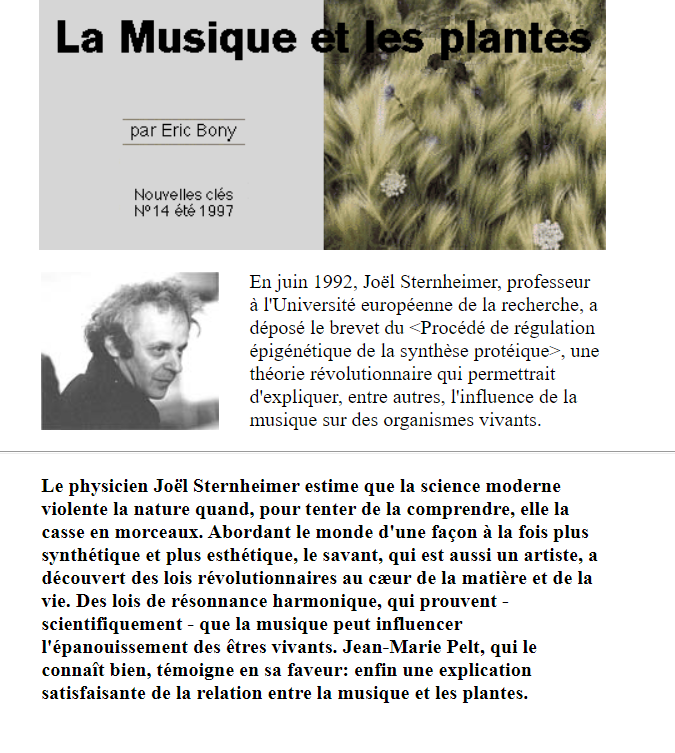 La Musique et les plantes
par Eric Bony
Nouvelles clés
Nº14 été 1997
En juin 1992, Joël Sternheimer, professeur
à l'Université européenne de la recherche, a
déposé le brevet du <Procédé de régulation
épigénétique de la synthèse protéique>, une
théorie révolutionnaire qui permettrait
d'expliquer, entre autres, l'influence de la
musique sur des organismes vivants.
Le physicien Joël Sternheimer estime que la science moderne
violente la nature quand, pour tenter de la comprendre, elle la
casse en morceaux. Abordant le monde d'une façon à la fois plus
synthétique et plus esthétique, le savant, qui est aussi un artiste, a
découvert des lois révolutionnaires au cœur de la matière et de la
vie. Des lois de résonnance harmonique, qui prouvent -
scientifiquement - que la musique peut influencer
l'épanouissement des êtres vivants. Jean-Marie Pelt, qui le
connaît bien, témoigne en sa faveur: enfin une explication
satisfaisante de la relation entre la musique et les plantes.